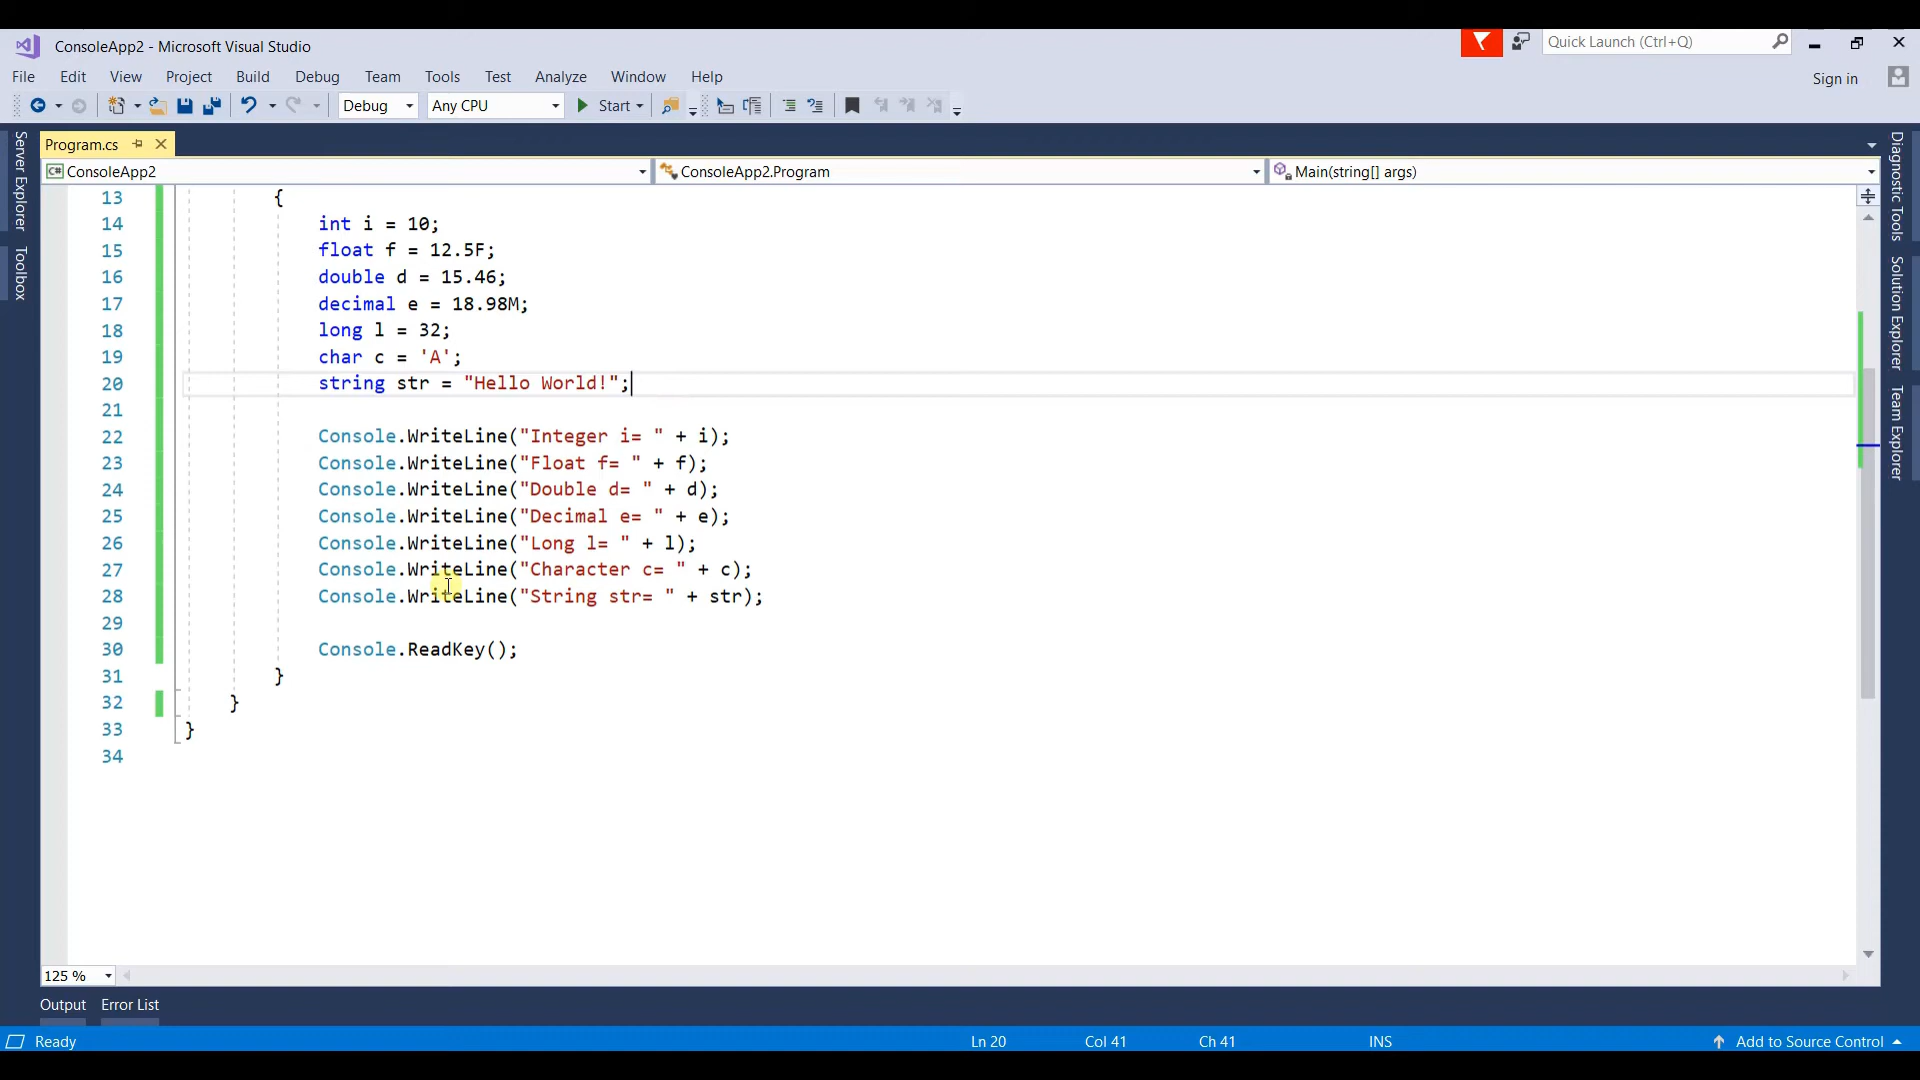 ConsoleApp2 - Microsoft Visual Studio
Quick Launch (Ctrl+Q)
File Edit View Project Build Debug Team Tools Test Analyze Window Help
Sign in
Debug Any CPU Start
Program.cs
ConsoleApp2 ConsoleApp2.Program Main(string[] args)
Server Explorer
Toolbox
Diagnostic Tools
Solution Explorer
Team Explorer
13 {
14 int i = 10;
15 float f = 12.5F;
16 double d = 15.46;
17 decimal e = 18.98M;
18 long l = 32;
19 char c = 'A';
20 string str = "Hello World!";
21
22 Console.WriteLine("Integer i= " + i);
23 Console.WriteLine("Float f= " + f);
24 Console.WriteLine("Double d= " + d);
25 Console.WriteLine("Decimal e= " + e);
26 Console.WriteLine("Long l= " + l);
27 Console.WriteLine("Character c= " + c);
28 Console.WriteLine("String str= " + str);
29
30 Console.ReadKey();
31 }
32 }
33 }
34
125 %
Output Error List
Ready Ln 20 Col 41 Ch 41 INS Add to Source Control